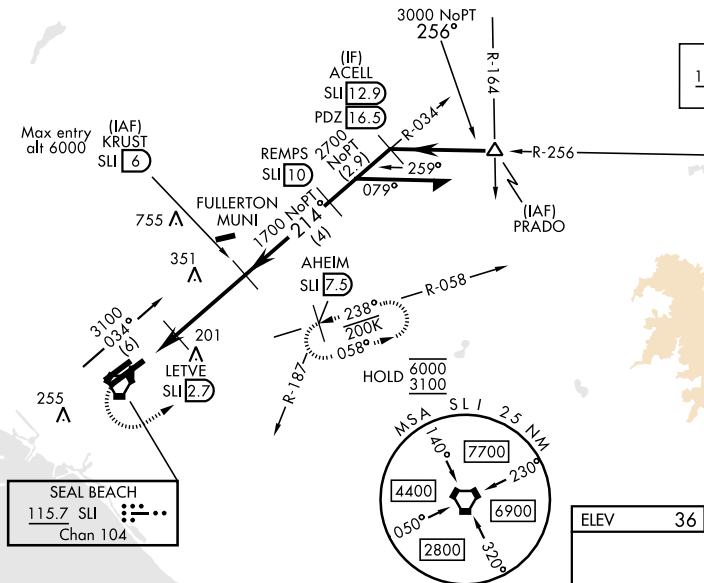 3000 NoPT
256°
R-164
(IF)
ACELL
SLI 12.9
PDZ 16.5
R-034
1
Max entry
alt 6000
(IAF)
KRUST
SLI 6
REMPS
SLI 10
2700
NoPT
(2.9)
259°
079°
R-256
(IAF)
PRADO
FULLERTON
MUNI
755
1700 NoPT
214°
(4)
351
AHEIM
SLI 7.5
R-058
238°
200K
058°
R-187
3100
034°
(6)
201
LETVE
SLI 2.7
HOLD 6000
3100
255
MSA SLI 25 NM
140°
7700
230°
4400
6900
050°
2800
320°
SEAL BEACH
115.7 SLI
Chan 104
ELEV 36